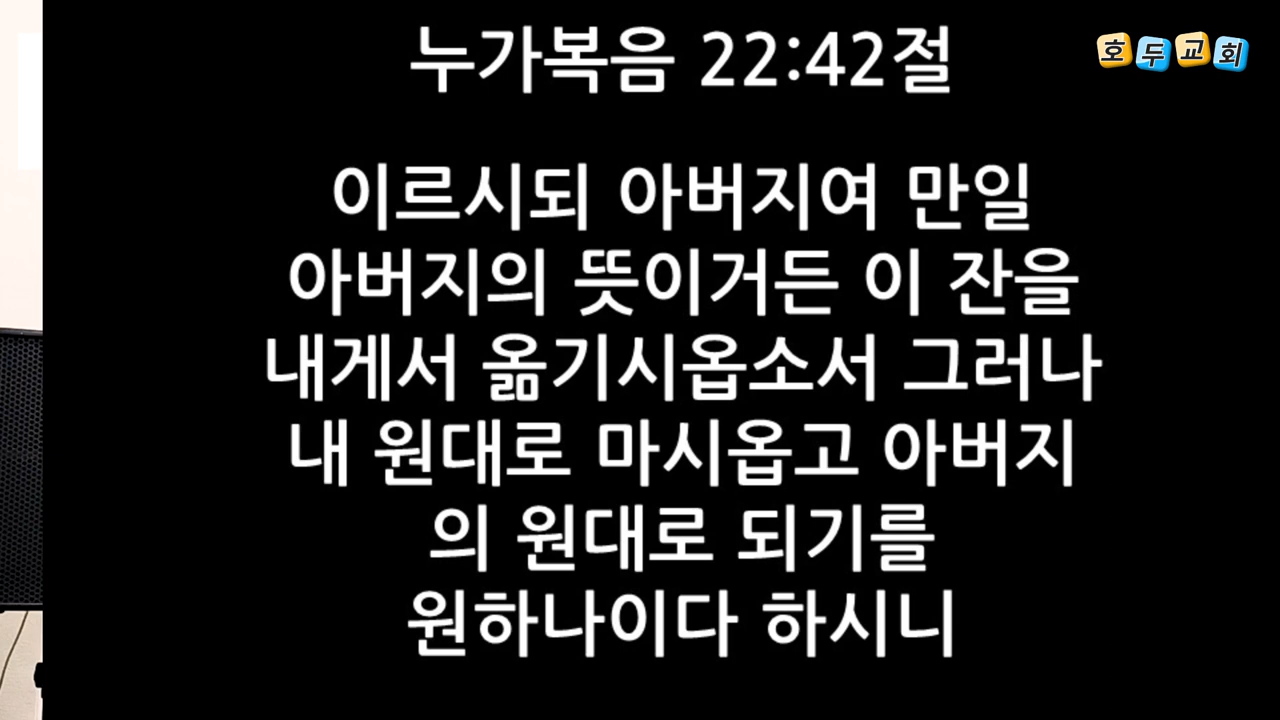 누가복음 22:42절
호두교회
이르시되 아버지여 만일
아버지의 뜻이거든 이 잔을
내게서 옮기시옵소서 그러나
내 원대로 마시옵고 아버지
의 원대로 되기를
원하나이다 하시니